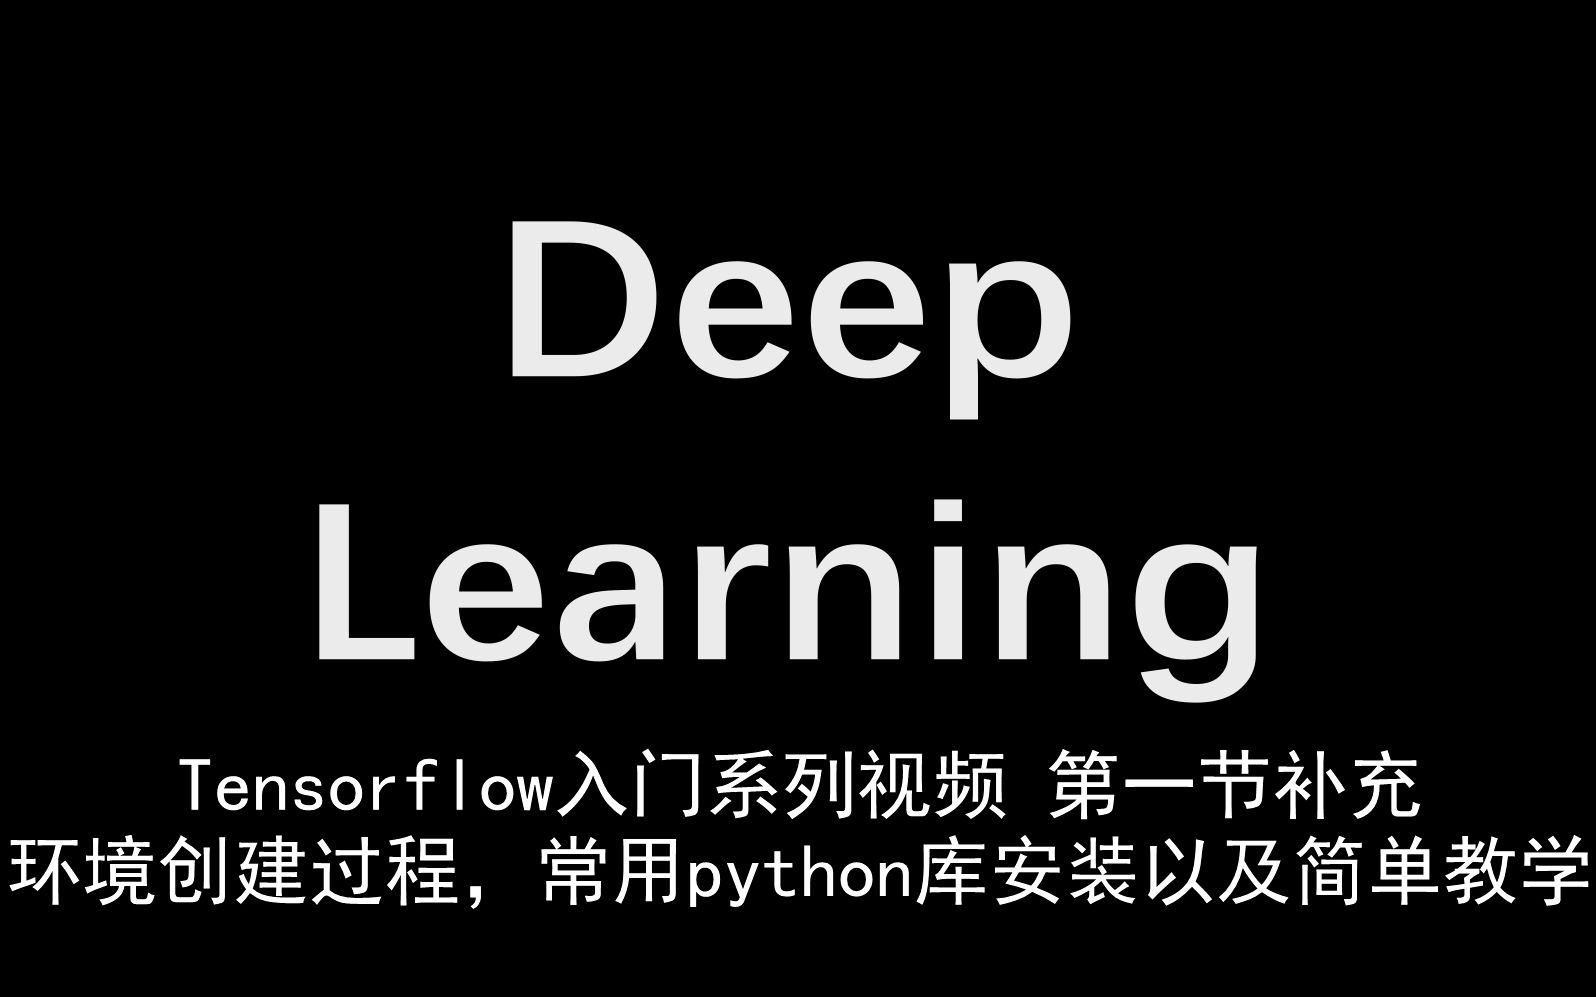 Deep
Learning
Tensorflow入门系列视频 第一节补充
环境创建过程，常用python库安装以及简单教学